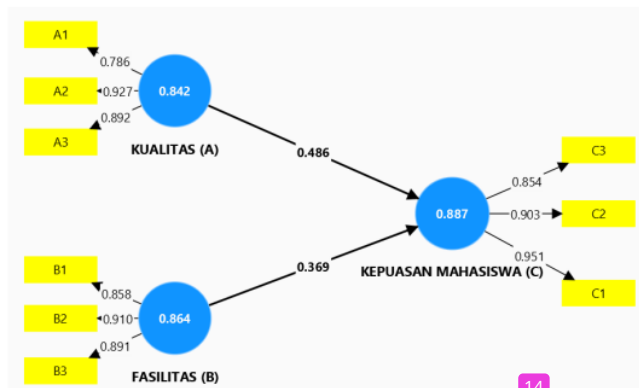 A1
0.786
A2
0.927
0.842
0.892
A3
KUALITAS (A)
0.486
C3
0.854
0.887
0.903
C2
0.951
KEPUASAN MAHASISWA (C)
C1
0.369
B1
0.858
B2
0.910
0.864
0.891
B3
FASILITAS (B)
14